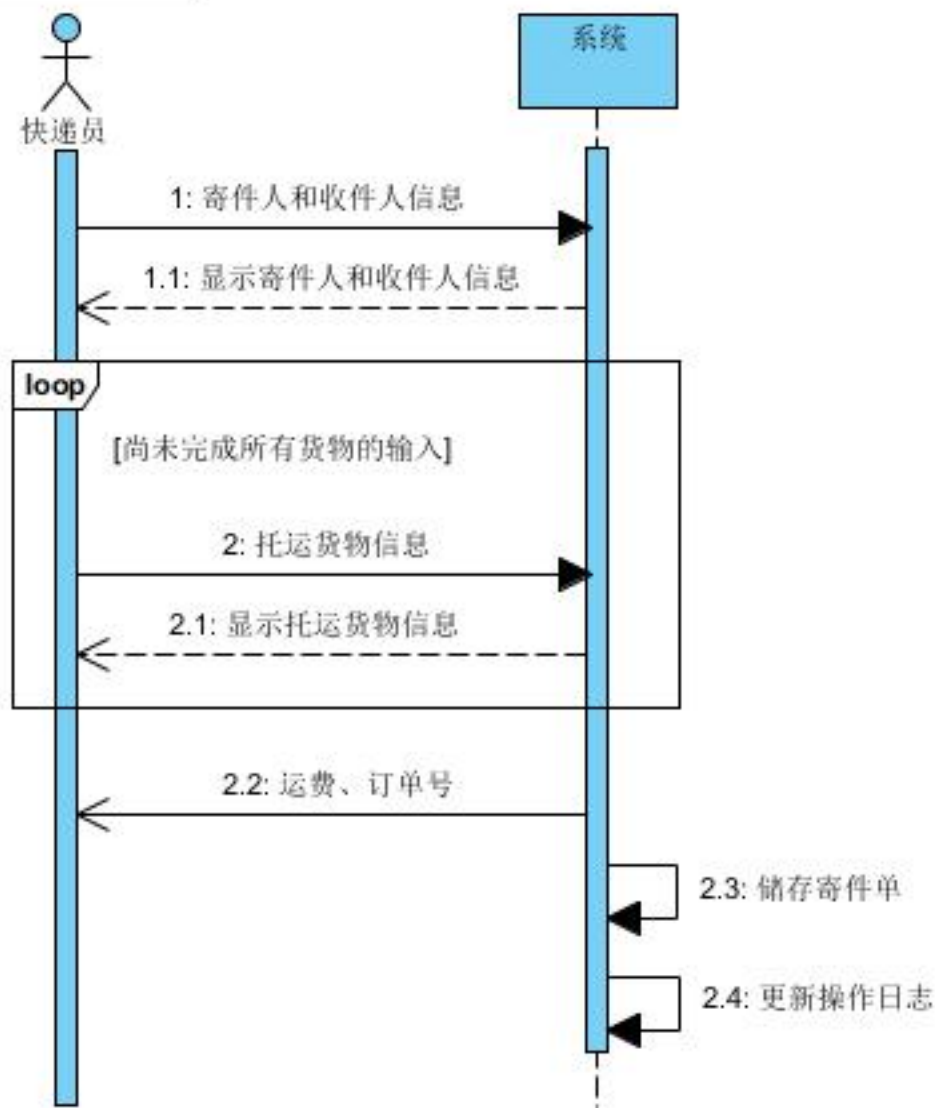 系统
快递员
1: 寄件人和收件人信息
1.1: 显示寄件人和收件人信息
loop
[尚未完成所有货物的输入]
2: 托运货物信息
2.1: 显示托运货物信息
2.2: 运费、订单号
2.3: 储存寄件单
2.4: 更新操作日志